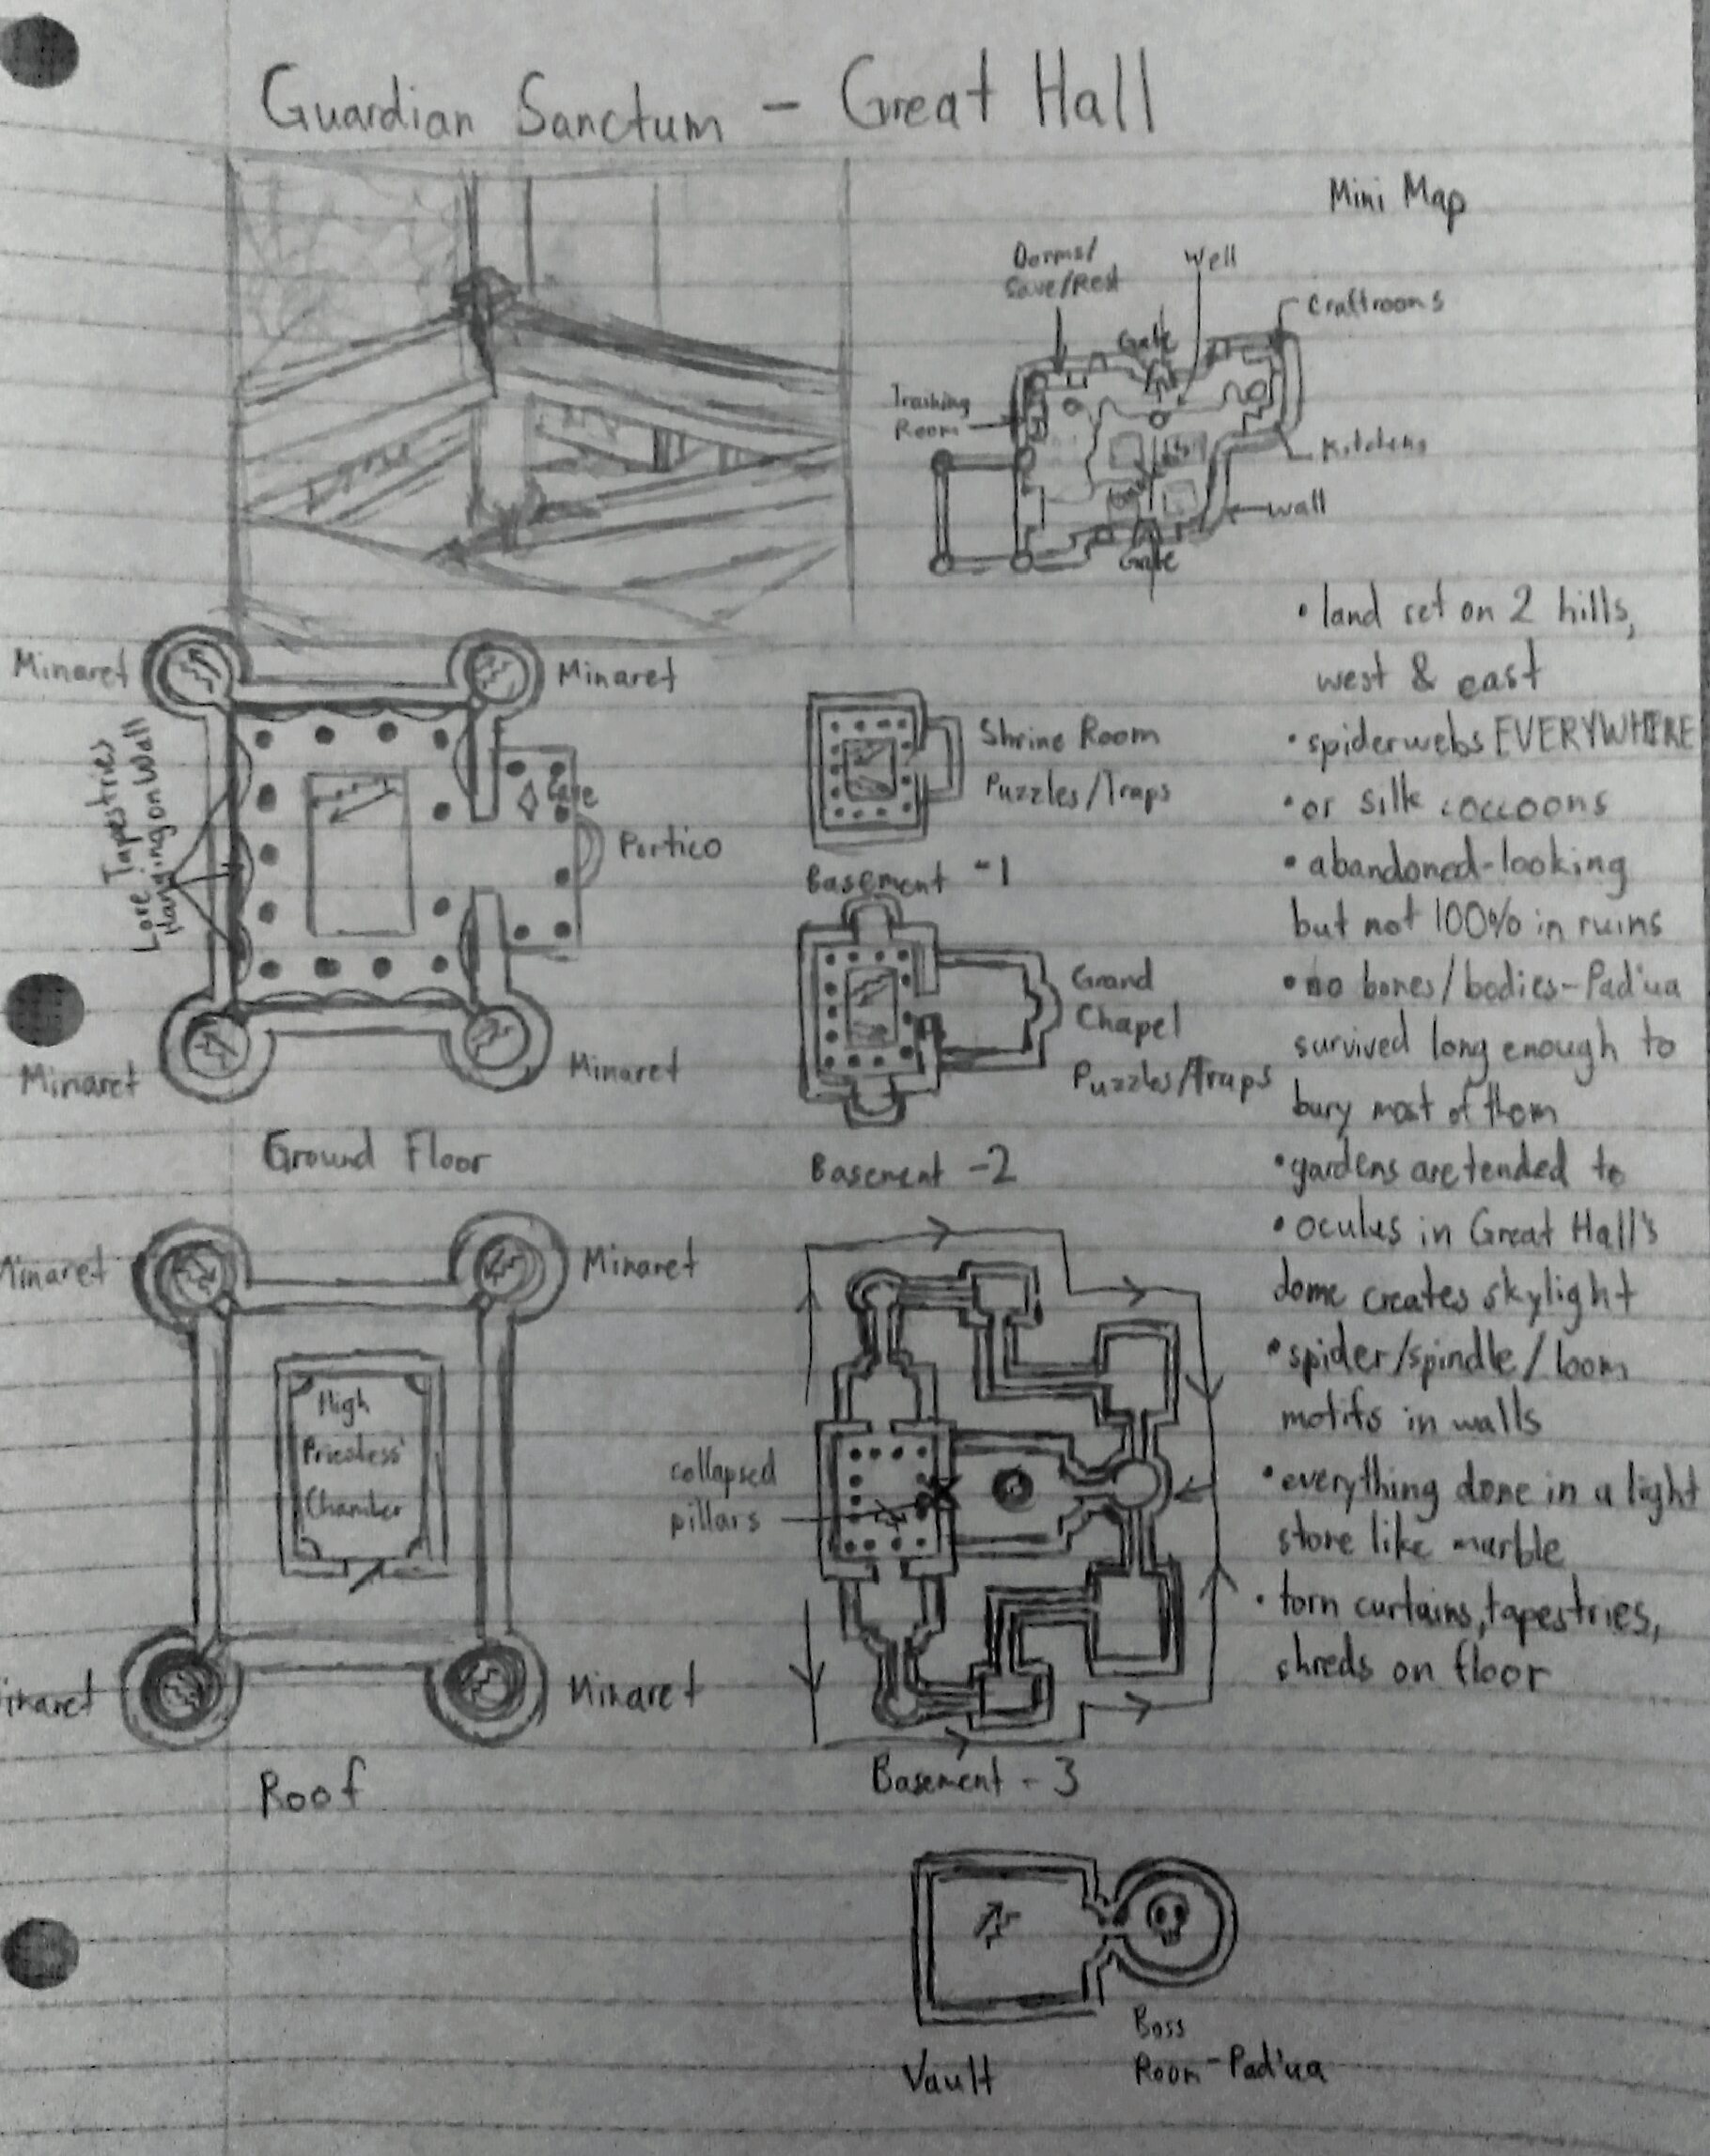 Guardian Sanctum - Great Hall
Mini Map
Dorms/
Save/Rest
Well
Craftrooms
Gate
Training
Room
Kitchens
Wall
Gate
Minaret
Minaret
Lore Tapestries
Hanging on Wall
Portico
Minaret
Minaret
Ground Floor
Shrine Room
Puzzles/Traps
Basement -1
Grand
Chapel
Puzzles/Traps
Basement -2
Minaret
Minaret
High
Priestess'
Chamber
Minaret
Minaret
Roof
collapsed
pillars
Basement - 3
Vault
Boss
Room - Pad'ua
• land set on 2 hills,
west & east
• spiderwebs EVERYWHERE
• or silk coccoons
• abandoned-looking
but not 100% in ruins
• no bones/bodies - Pad'ua
survived long enough to
bury most of them
• gardens are tended to
• oculus in Great Hall's
dome creates skylight
• spider/spindle/loom
motifs in walls
• everything done in a light
stone like marble
• torn curtains, tapestries,
shreds on floor